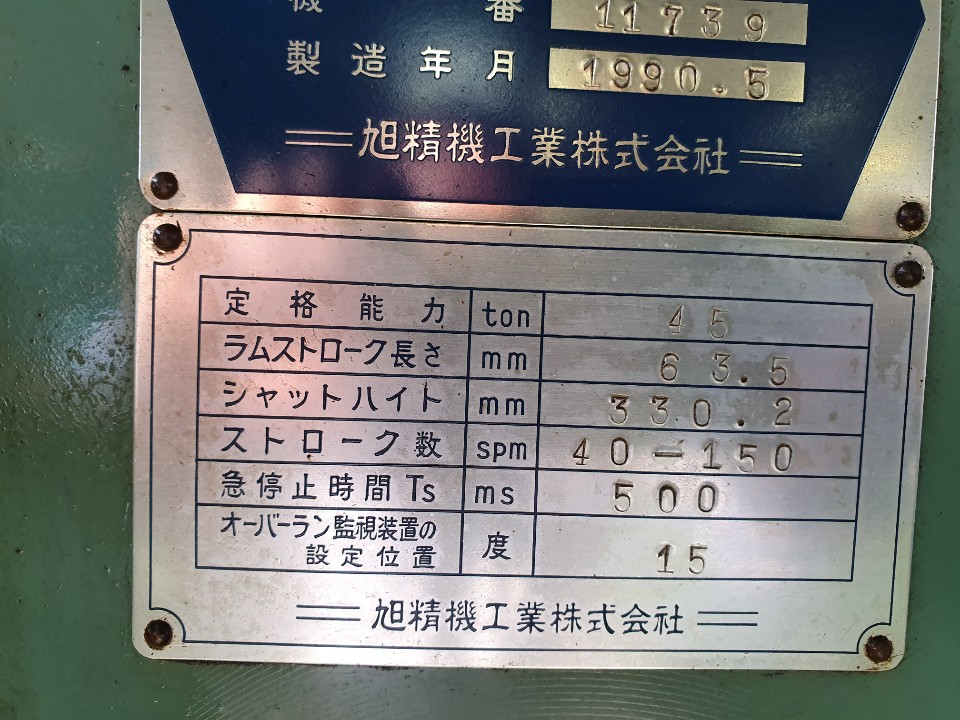 機番 11739
製造年月 1990.5
旭精機工業株式会社
定格能力 ton 45
ラムストローク長さ mm 63.5
シャットハイト mm 330.2
ストローク数 spm 40-150
急停止時間 Ts ms 500
オーバーラン監視装置の
設定位置 度 15
旭精機工業株式会社